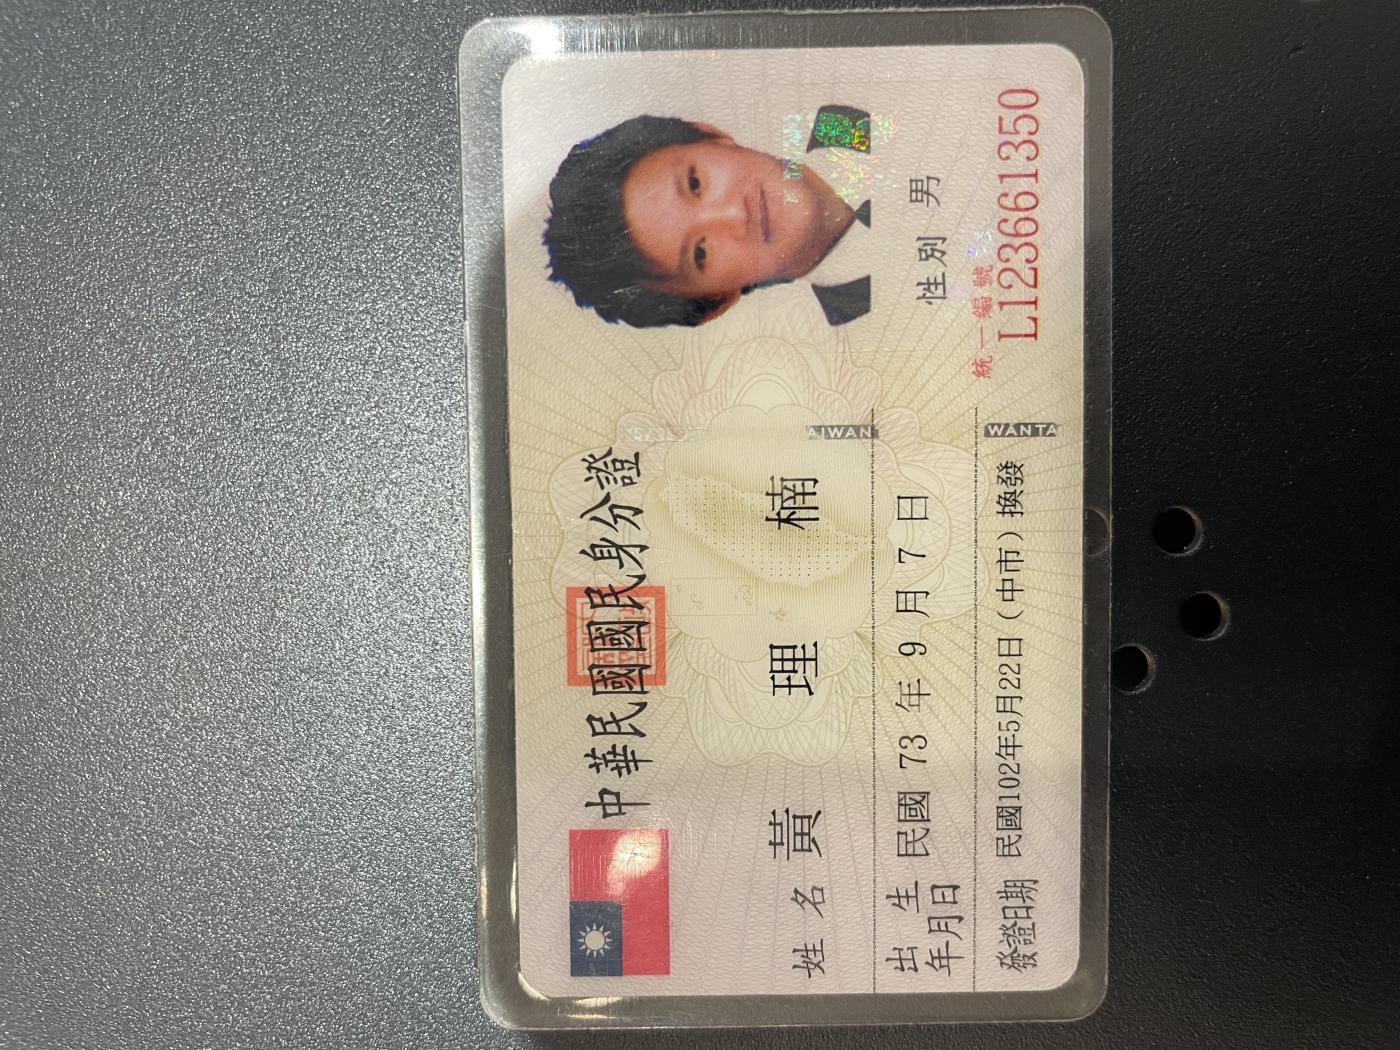 中華民國國民身分證
姓名 黃理楠
出生年月日 民國 73 年 9 月 7 日
性別 男
發證日期 民國102年5月22日（中市）換發
統一編號
L123661350